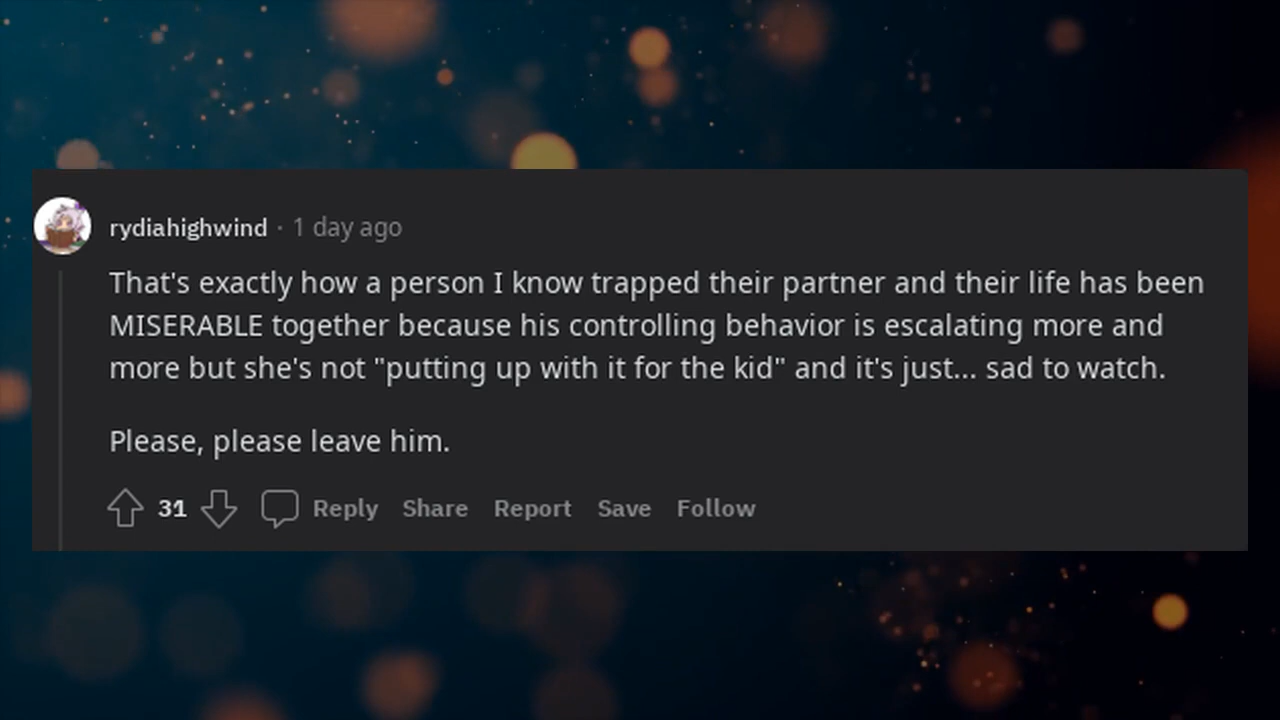 rydiahighwind · 1 day ago
That's exactly how a person I know trapped their partner and their life has been
MISERABLE together because his controlling behavior is escalating more and
more but she's not "putting up with it for the kid" and it's just... sad to watch.
Please, please leave him.
31 Reply Share Report Save Follow